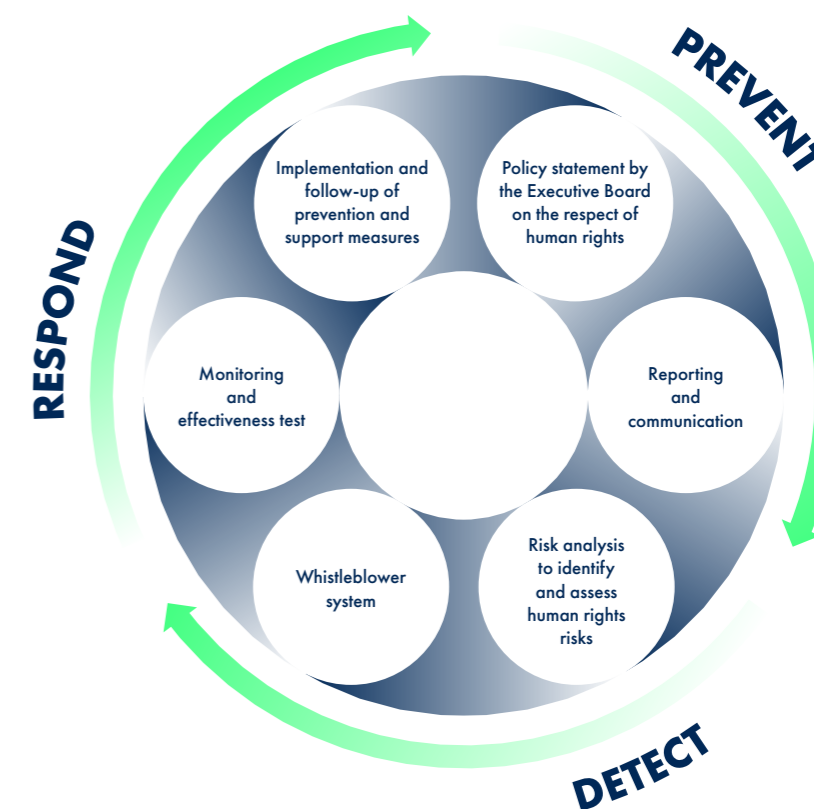 PREVENT
Policy statement by
the Executive Board
on the respect of
human rights
Reporting
and
communication
DETECT
Risk analysis
to identify
and assess
human rights
risks
Whistleblower
system
RESPOND
Monitoring
and
effectiveness test
Implementation and
follow-up of
prevention and
support measures